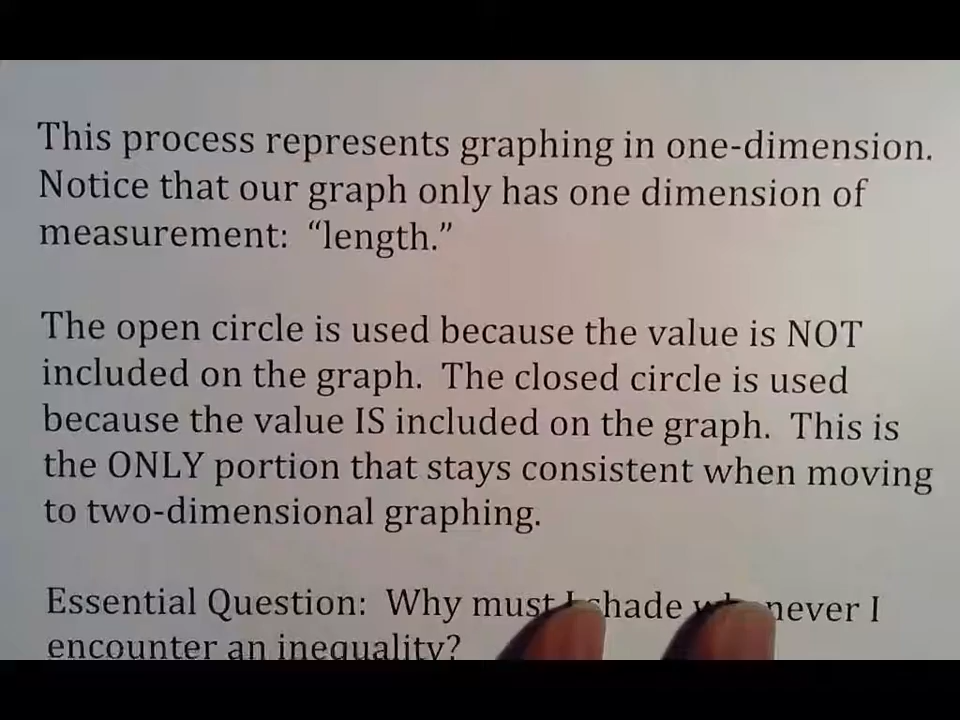 This process represents graphing in one-dimension.
Notice that our graph only has one dimension of
measurement: “length.”
The open circle is used because the value is NOT
included on the graph. The closed circle is used
because the value IS included on the graph. This is
the ONLY portion that stays consistent when moving
to two-dimensional graphing.
Essential Question: Why must I shade whenever I
encounter an inequality?